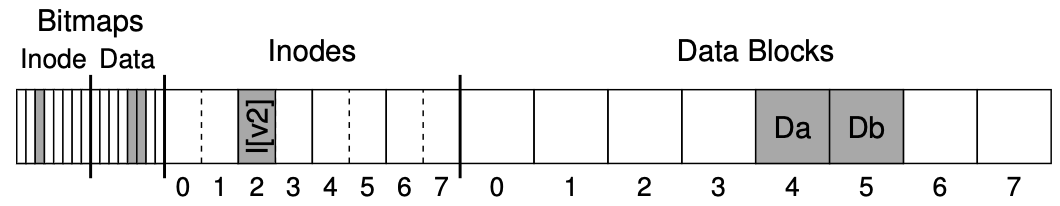 Bitmaps
Inode Data
Inodes
Data Blocks
I[v2]
Da Db
0 1 2 3 4 5 6 7
0 1 2 3 4 5 6 7